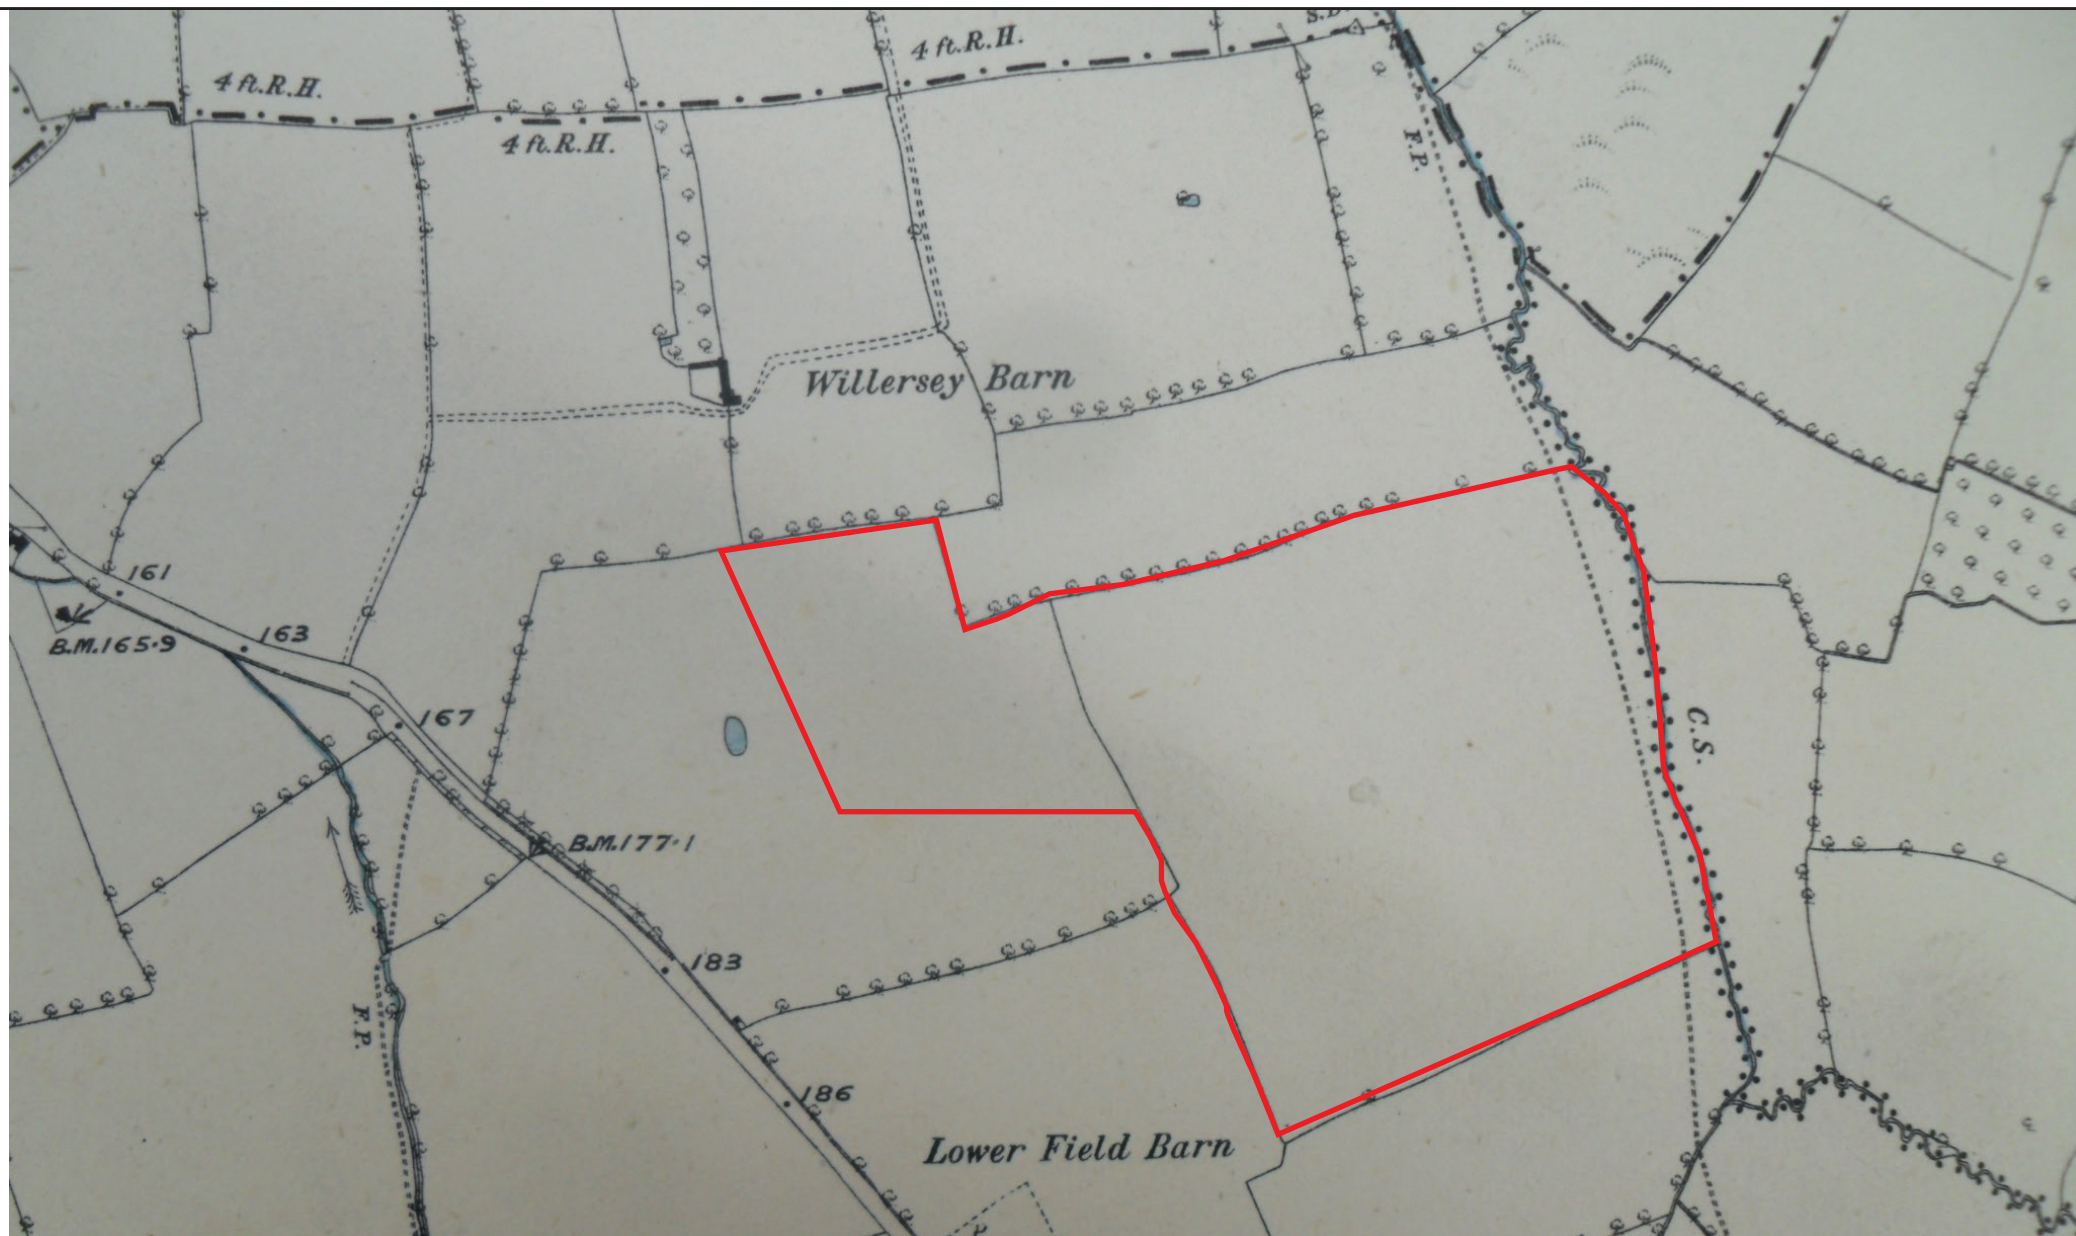 4 ft.R.H.
4 ft.R.H.
4 ft.R.H.
F.P.
Willersey Barn
161
163
B.M.165·9
167
C.S.
B.M.177·1
183
F.P.
186
Lower Field Barn